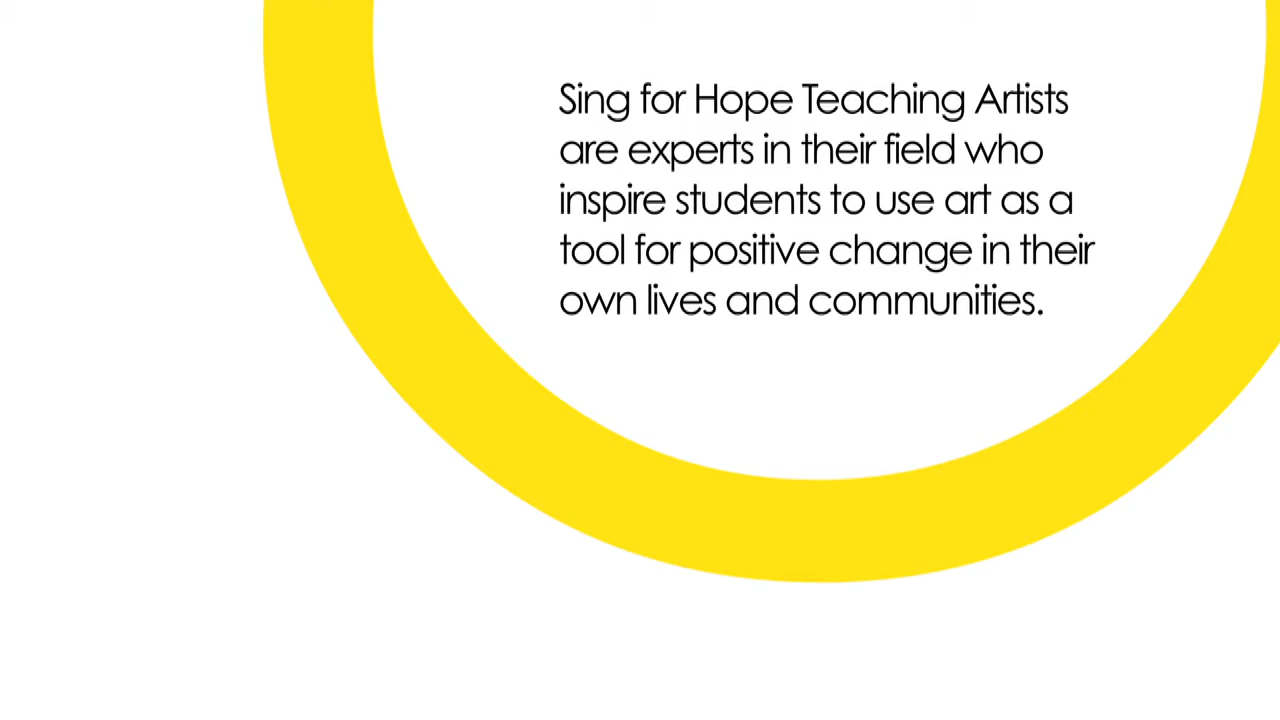 Sing for Hope Teaching Artists
are experts in their field who
inspire students to use art as a
tool for positive change in their
own lives and communities.